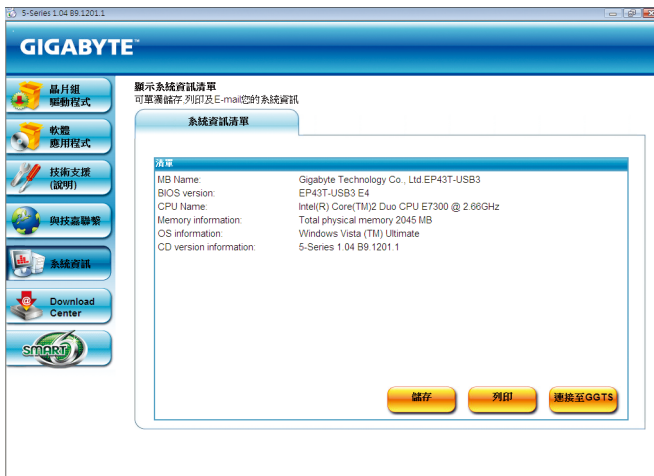 5-Series 1.04 B9.1201.1
GIGABYTE™
晶片組
驅動程式
軟體
應用程式
技術支援
(說明)
與技嘉聯繫
系統資訊
Download
Center
SMART6
顯示系統資訊清單
可單獨儲存,列印及E-mail您的系統資訊
系統資訊清單
清單
MB Name: Gigabyte Technology Co., Ltd.EP43T-USB3
BIOS version: EP43T-USB3 E4
CPU Name: Intel(R) Core(TM)2 Duo CPU E7300 @ 2.66GHz
Memory information: Total physical memory 2045 MB
OS information: Windows Vista (TM) Ultimate
CD version information: 5-Series 1.04 B9.1201.1
儲存 列印 連接至GGTS